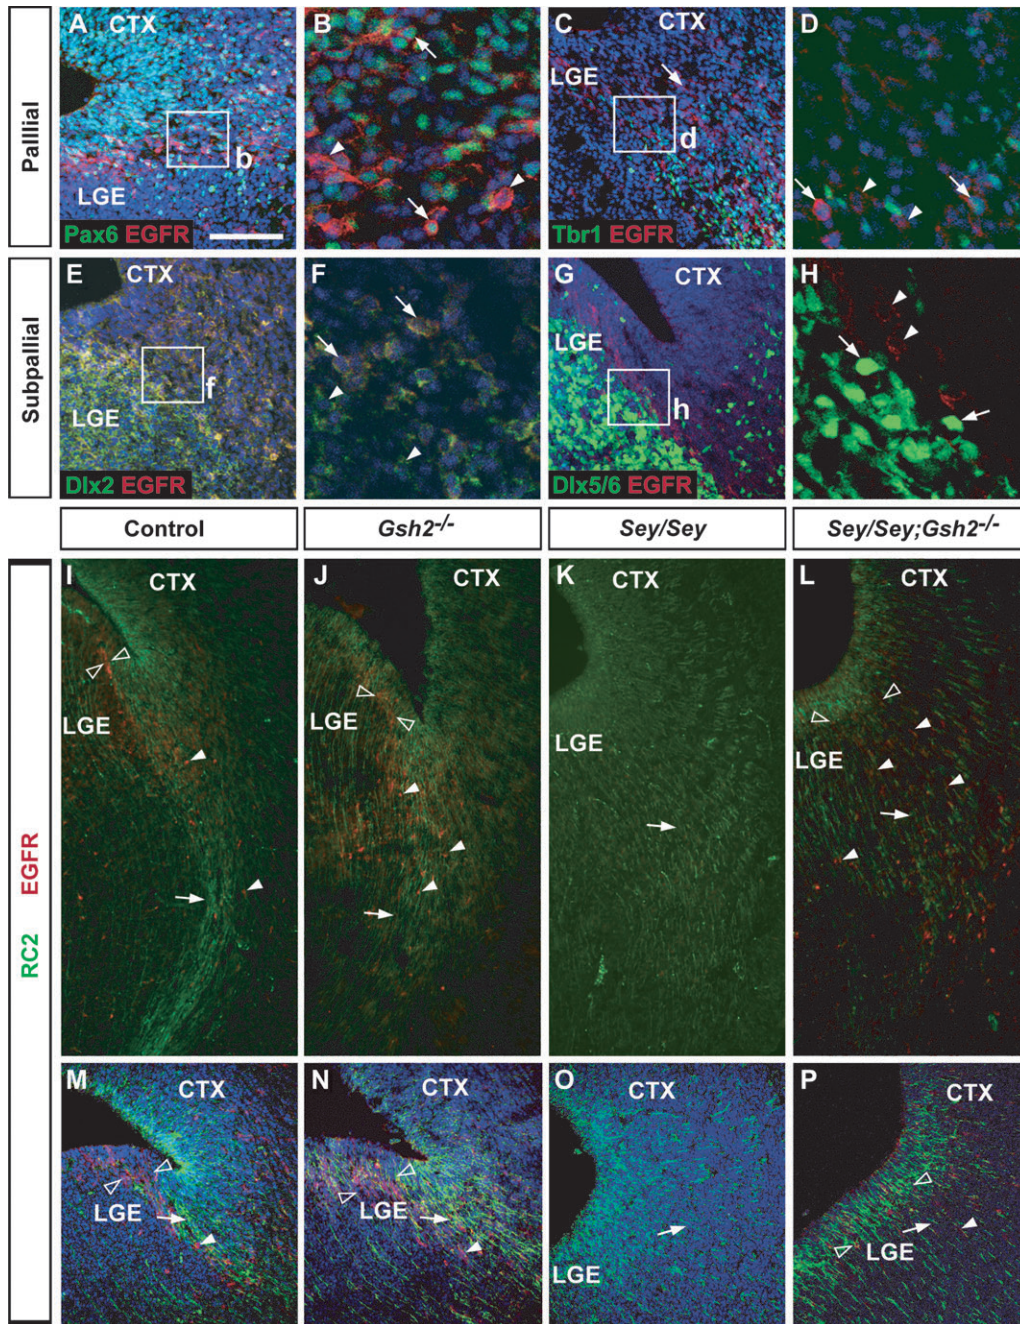 Palllial
A CTX
b
LGE
Pax6 EGFR
B
C CTX
LGE
d
Tbr1 EGFR
D
Subpallial
E CTX
f
LGE
Dlx2 EGFR
F
G CTX
LGE
h
Dlx5/6 EGFR
H
Control
Gsh2-/-
Sey/Sey
Sey/Sey;Gsh2-/-
RC2 EGFR
I CTX
LGE
J CTX
LGE
K CTX
LGE
L CTX
LGE
M CTX
LGE
N CTX
LGE
O CTX
LGE
P CTX
LGE